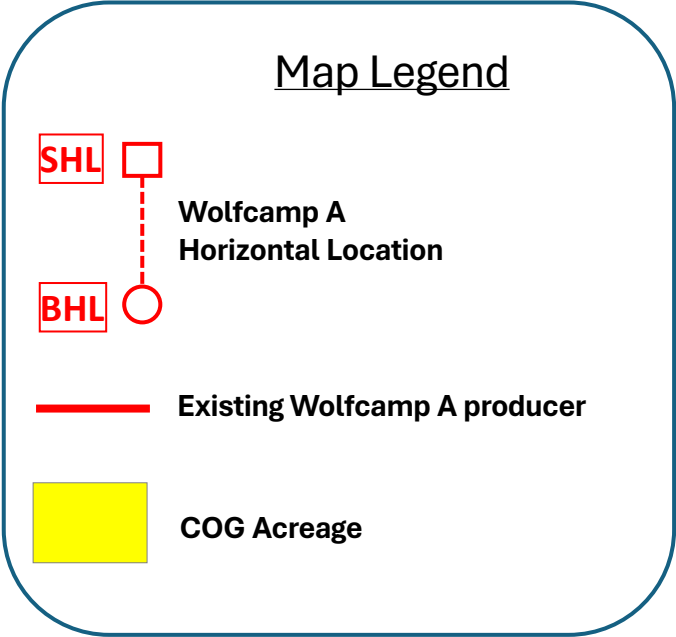 Map Legend
SHL
Wolfcamp A
Horizontal Location
BHL
Existing Wolfcamp A producer
COG Acreage